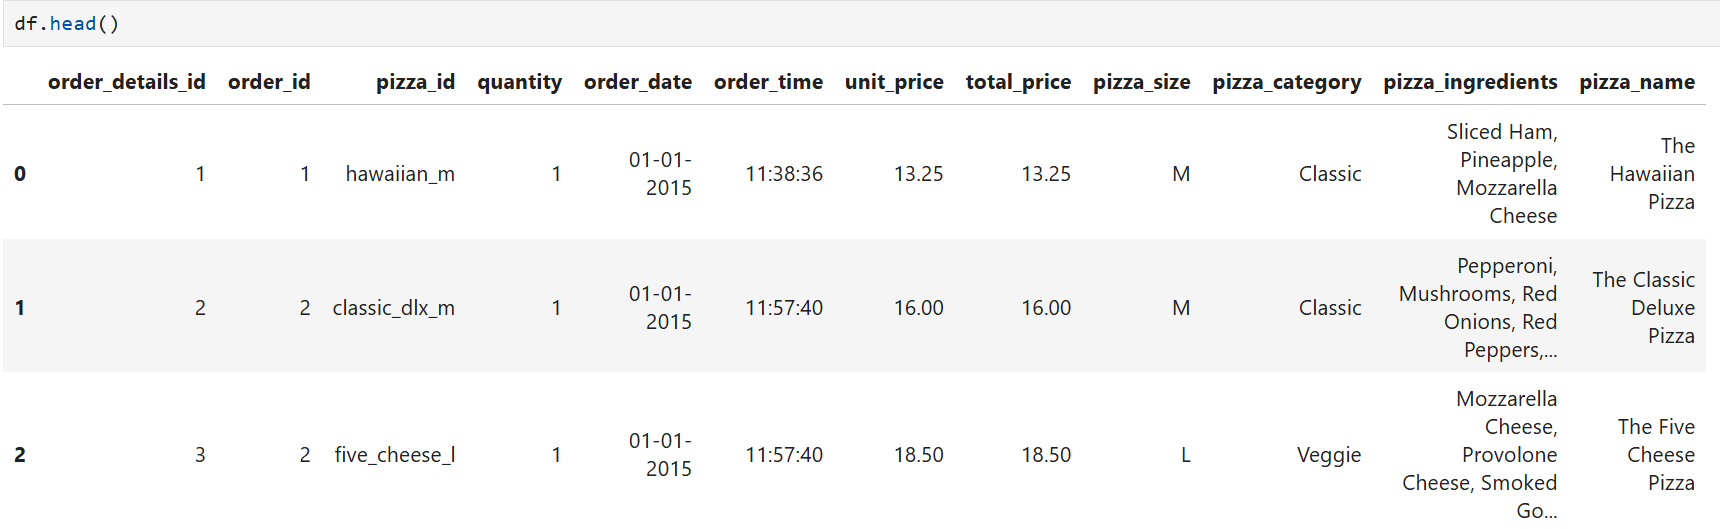 df.head()
order_details_id order_id pizza_id quantity order_date order_time unit_price total_price pizza_size pizza_category pizza_ingredients pizza_name
0 1 1 hawaiian_m 1 01-01-2015 11:38:36 13.25 13.25 M Classic Sliced Ham, Pineapple, Mozzarella Cheese The Hawaiian Pizza
1 2 2 classic_dlx_m 1 01-01-2015 11:57:40 16.00 16.00 M Classic Pepperoni, Mushrooms, Red Onions, Red Peppers,... The Classic Deluxe Pizza
2 3 2 five_cheese_l 1 01-01-2015 11:57:40 18.50 18.50 L Veggie Mozzarella Cheese, Provolone Cheese, Smoked Go... The Five Cheese Pizza